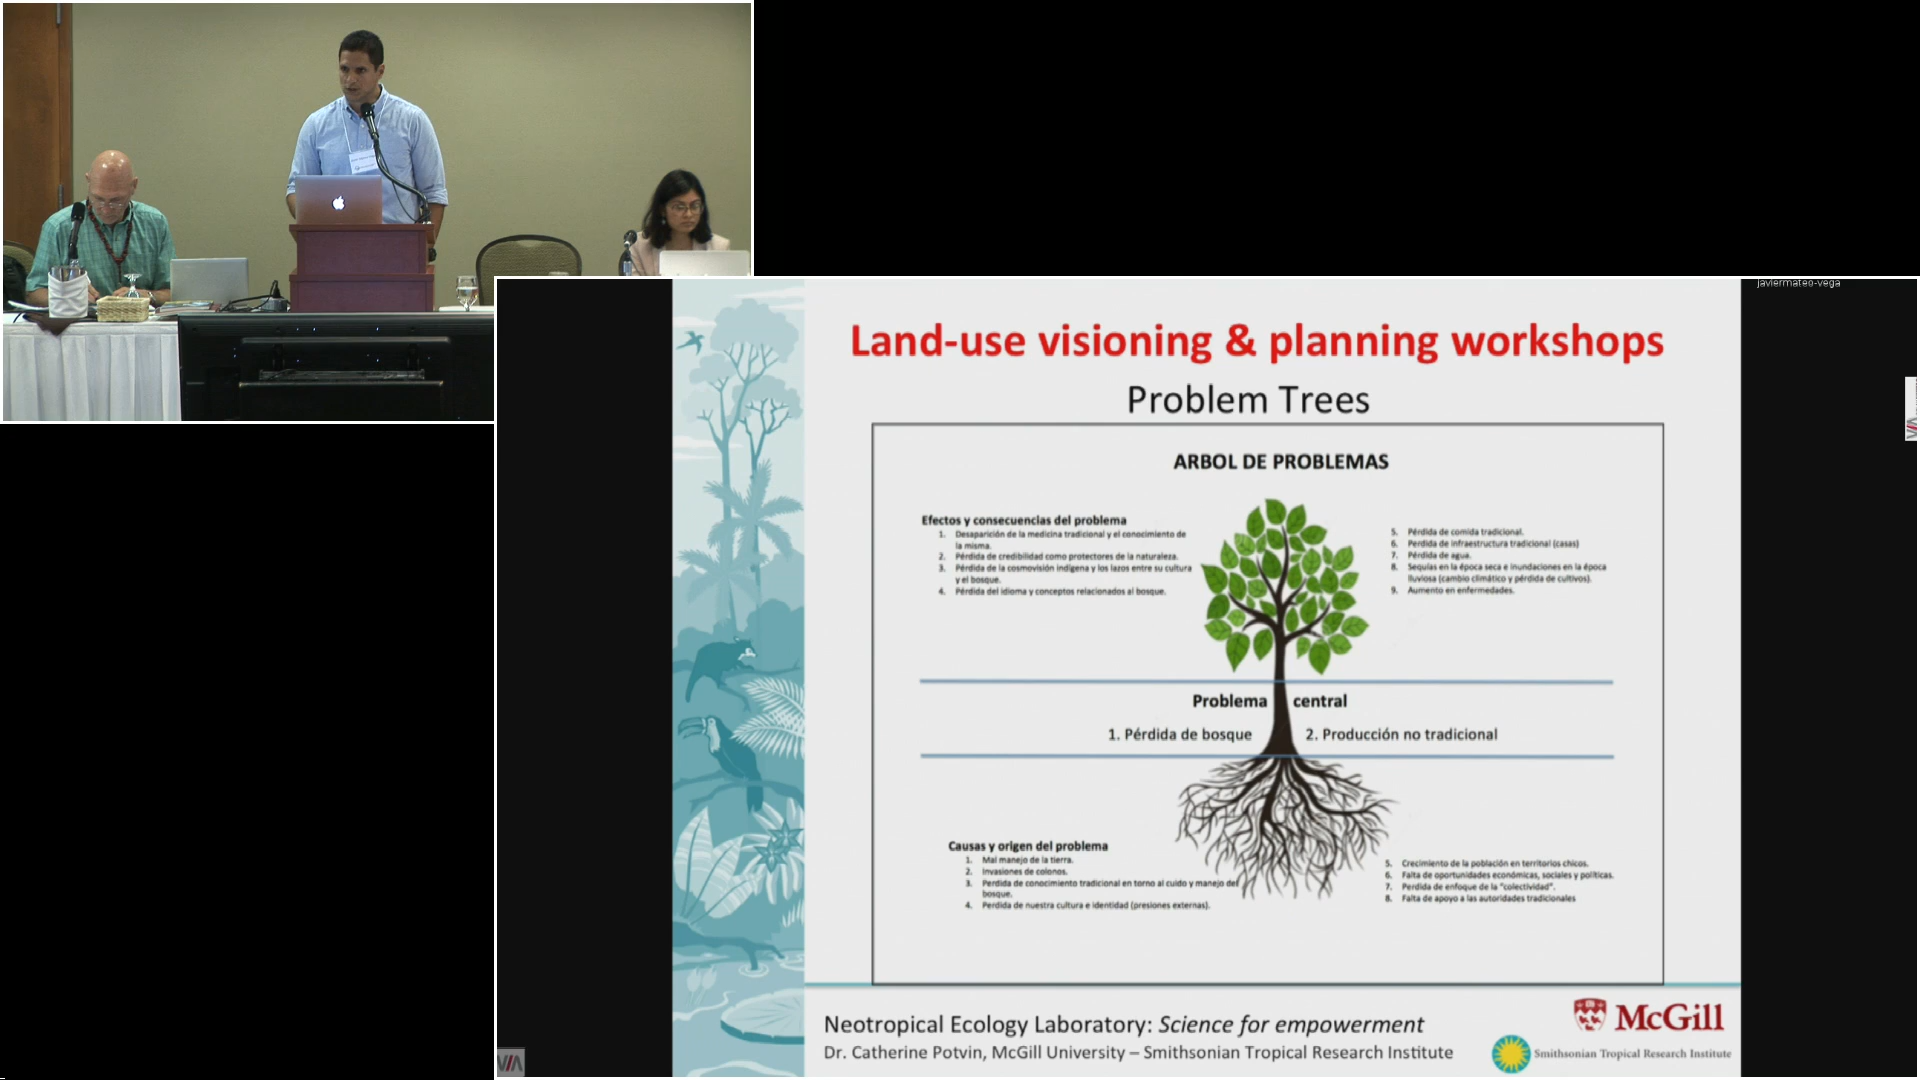 javiermateo-vega
Land-use visioning & planning workshops
Problem Trees
ARBOL DE PROBLEMAS
Efectos y consecuencias del problema
1. Desaparición de la medicina tradicional y el conocimiento de
la misma.
2. Pérdida de credibilidad como protectores de la naturaleza.
3. Pérdida de la cosmovisión indígena y los lazos entre su cultura
y el bosque.
4. Pérdida del idioma y conceptos relacionados al bosque.
5. Pérdida de comida tradicional.
6. Perdida de infraestructura tradicional (casas)
7. Pérdida de agua.
8. Sequías en la época seca e inundaciones en la época
lluviosa (cambio climático y pérdida de cultivos).
9. Aumento en enfermedades.
Problema central
1. Pérdida de bosque 2. Producción no tradicional
Causas y origen del problema
1. Mal manejo de la tierra.
2. Invasiones de colonos.
3. Perdida de conocimiento tradicional en torno al cuido y manejo del
bosque.
4. Perdida de nuestra cultura e identidad (presiones externas).
5. Crecimiento de la población en territorios chicos.
6. Falta de oportunidades económicas, sociales y políticas.
7. Perdida de enfoque de la "colectividad".
8. Falta de apoyo a las autoridades tradicionales
Neotropical Ecology Laboratory: Science for empowerment
Dr. Catherine Potvin, McGill University – Smithsonian Tropical Research Institute
McGill
Smithsonian Tropical Research Institute